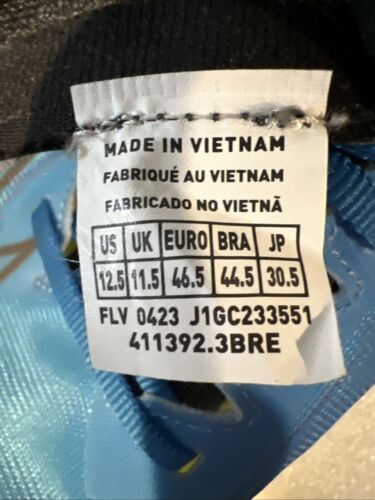 MADE IN VIETNAM
FABRIQUÉ AU VIETNAM
FABRICADO NO VIETNÃ
US UK EURO BRA JP
12.5 11.5 46.5 44.5 30.5
FLV 0423 J1GC233551
411392.3BRE